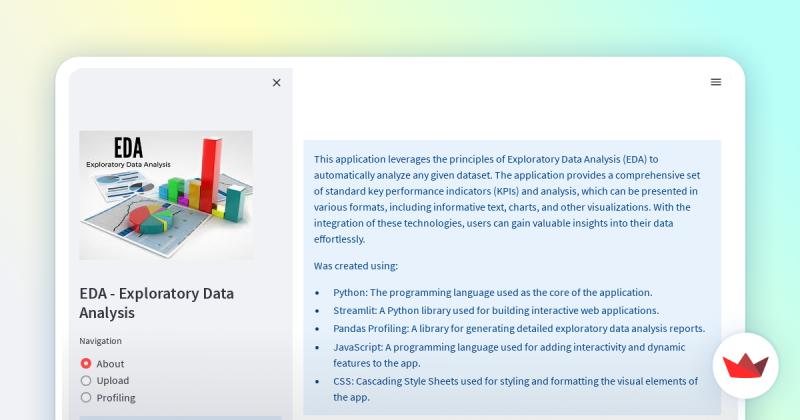 EDA
Exploratory Data Analysis
EDA - Exploratory Data
Analysis
Navigation
About
Upload
Profiling
This application leverages the principles of Exploratory Data Analysis (EDA) to
automatically analyze any given dataset. The application provides a comprehensive set
of standard key performance indicators (KPIs) and analysis, which can be presented in
various formats, including informative text, charts, and other visualizations. With the
integration of these technologies, users can gain valuable insights into their data
effortlessly.
Was created using:
• Python: The programming language used as the core of the application.
• Streamlit: A Python library used for building interactive web applications.
• Pandas Profiling: A library for generating detailed exploratory data analysis reports.
• JavaScript: A programming language used for adding interactivity and dynamic
features to the app.
• CSS: Cascading Style Sheets used for styling and formatting the visual elements of
the app.